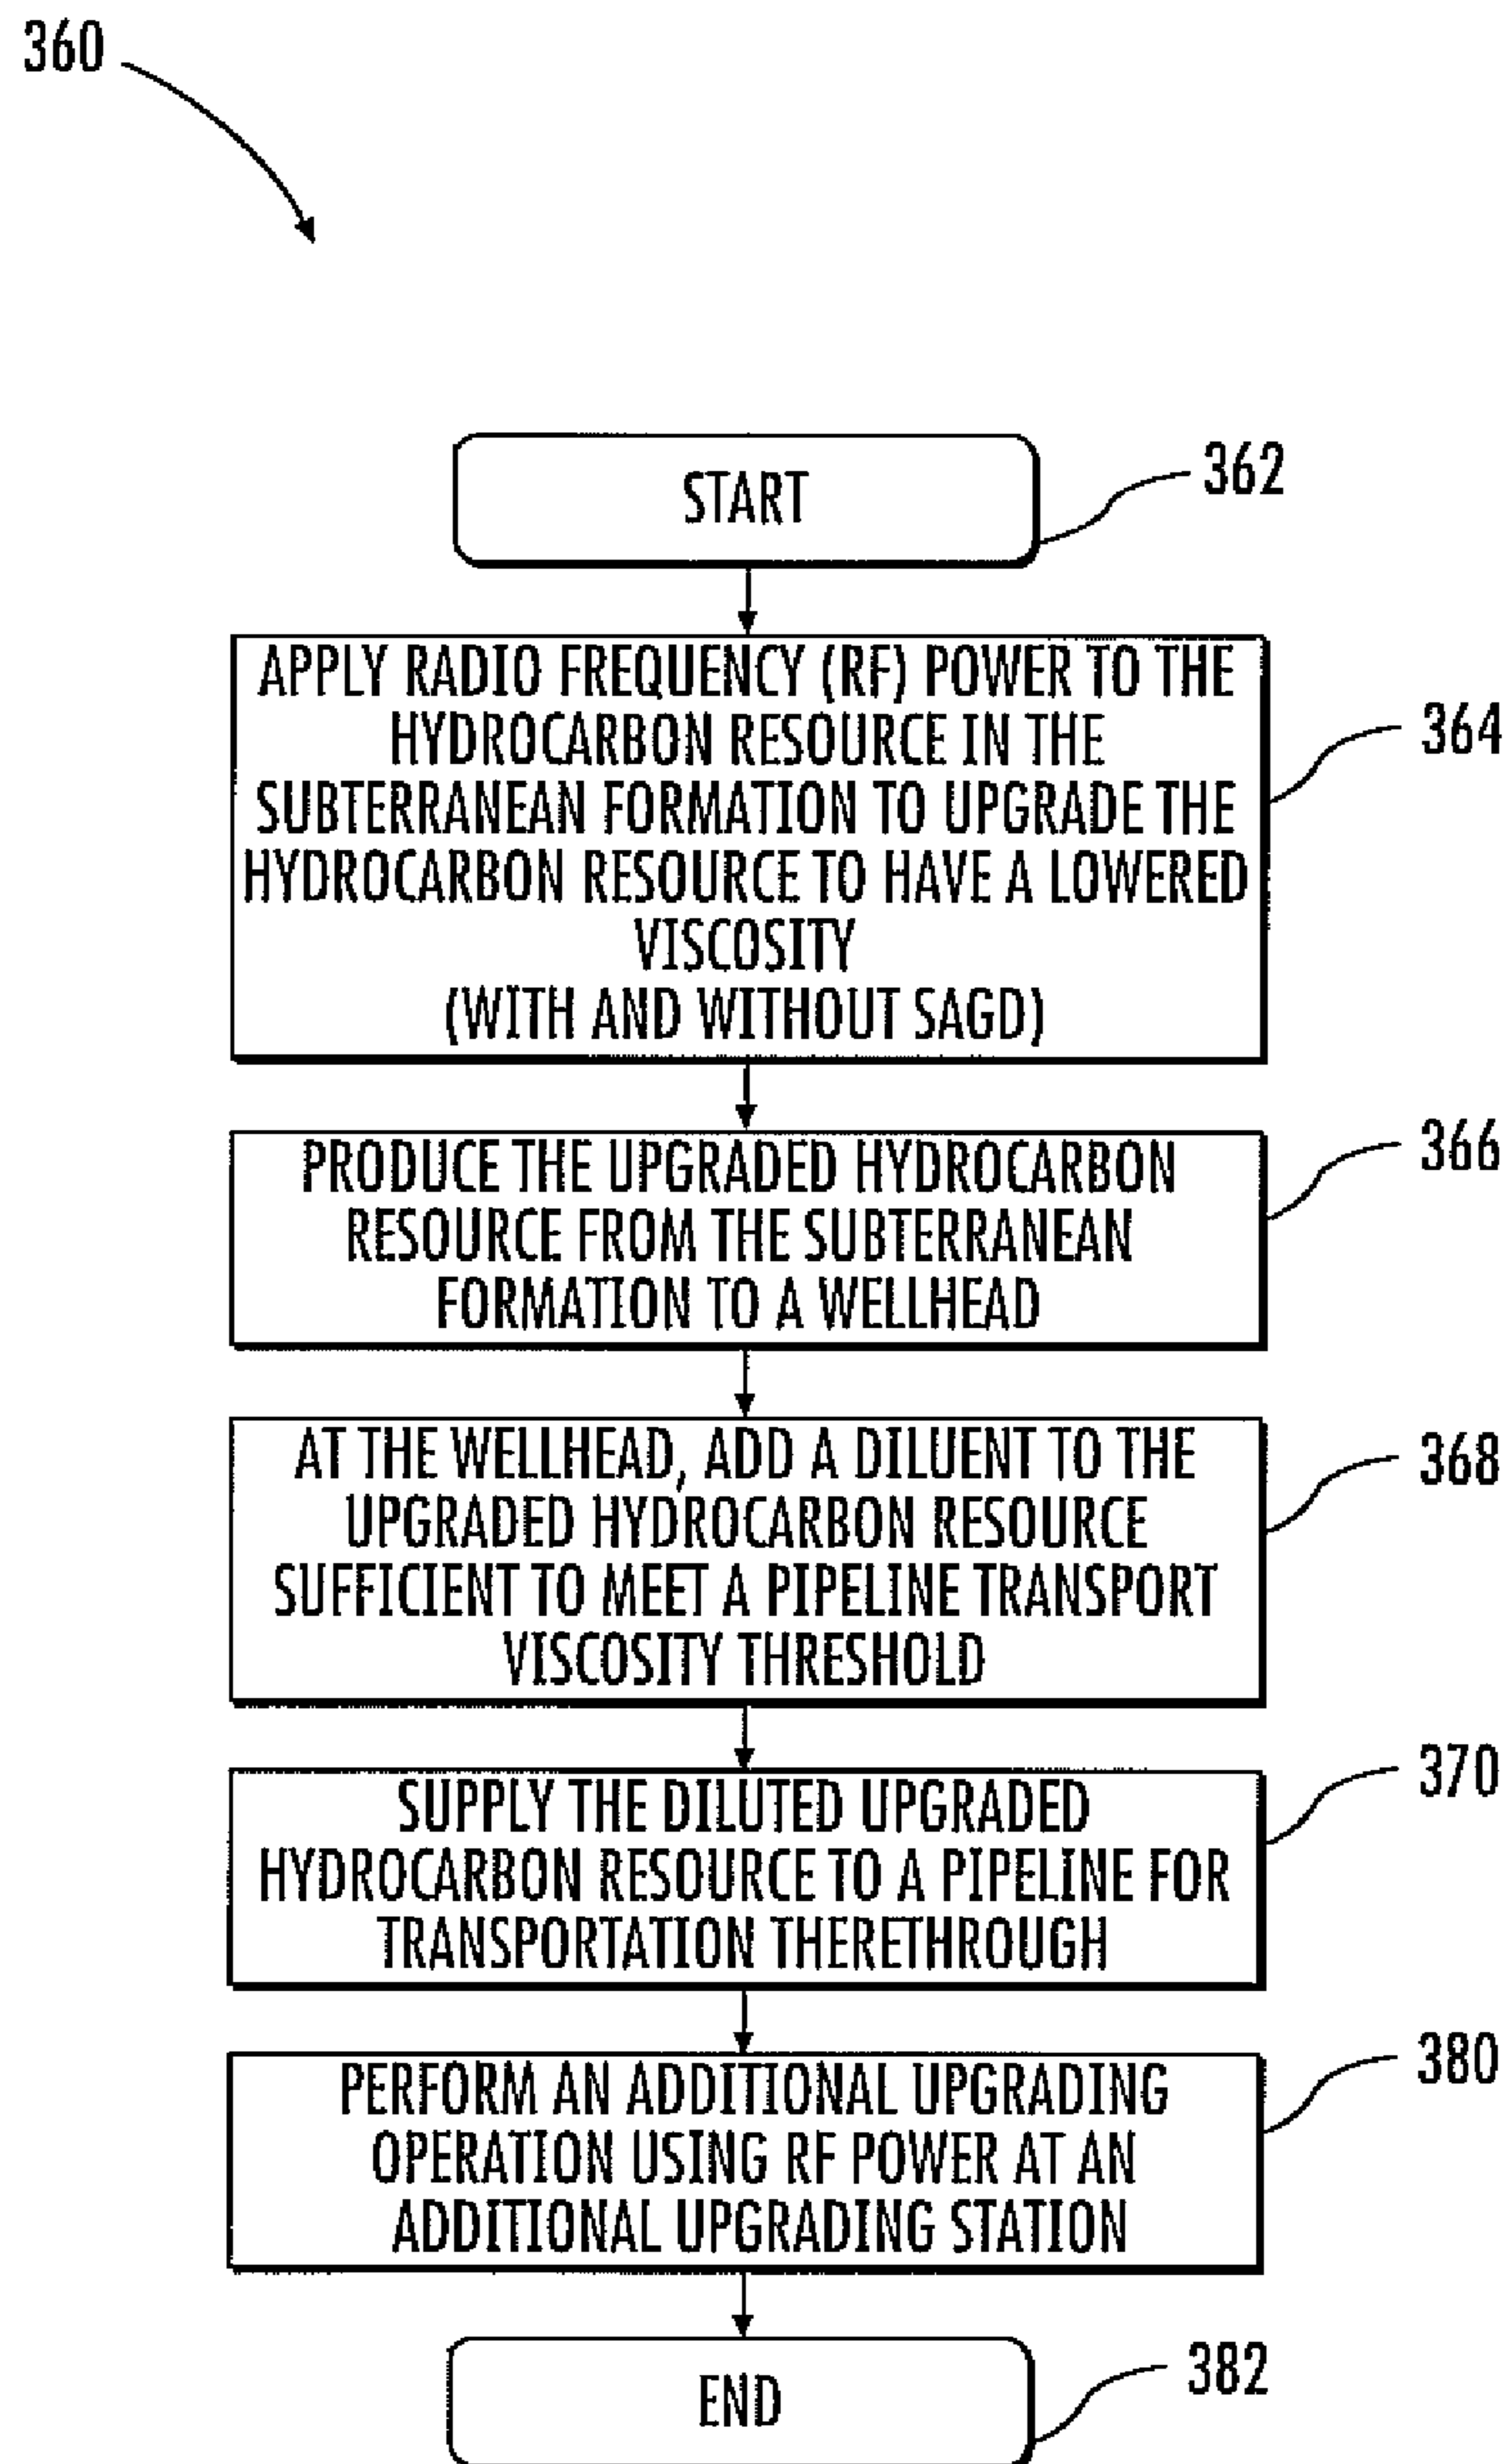 360
START
362
APPLY RADIO FREQUENCY (RF) POWER TO THE
HYDROCARBON RESOURCE IN THE
SUBTERRANEAN FORMATION TO UPGRADE THE
HYDROCARBON RESOURCE TO HAVE A LOWERED
VISCOSITY
(WITH AND WITHOUT SAGD)
364
PRODUCE THE UPGRADED HYDROCARBON
RESOURCE FROM THE SUBTERRANEAN
FORMATION TO A WELLHEAD
366
AT THE WELLHEAD, ADD A DILUENT TO THE
UPGRADED HYDROCARBON RESOURCE
SUFFICIENT TO MEET A PIPELINE TRANSPORT
VISCOSITY THRESHOLD
368
SUPPLY THE DILUTED UPGRADED
HYDROCARBON RESOURCE TO A PIPELINE FOR
TRANSPORTATION THERETHROUGH
370
PERFORM AN ADDITIONAL UPGRADING
OPERATION USING RF POWER AT AN
ADDITIONAL UPGRADING STATION
380
END
382